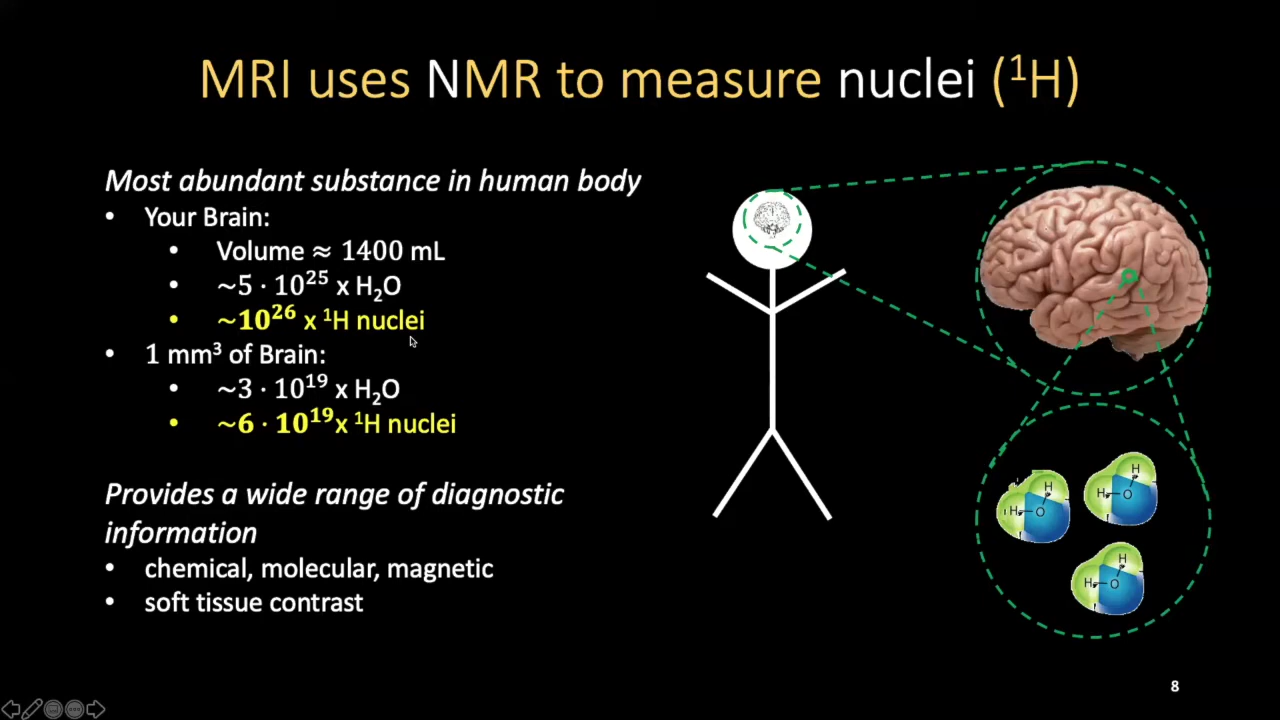 MRI uses NMR to measure nuclei (¹H)
Most abundant substance in human body
• Your Brain:
• Volume ≈ 1400 mL
• ~5 · 10²⁵ x H₂O
• ~10²⁶ x ¹H nuclei
• 1 mm³ of Brain:
• ~3 · 10¹⁹ x H₂O
• ~6 · 10¹⁹x ¹H nuclei
Provides a wide range of diagnostic
information
• chemical, molecular, magnetic
• soft tissue contrast
H
H O
H
H O
H
H O
8